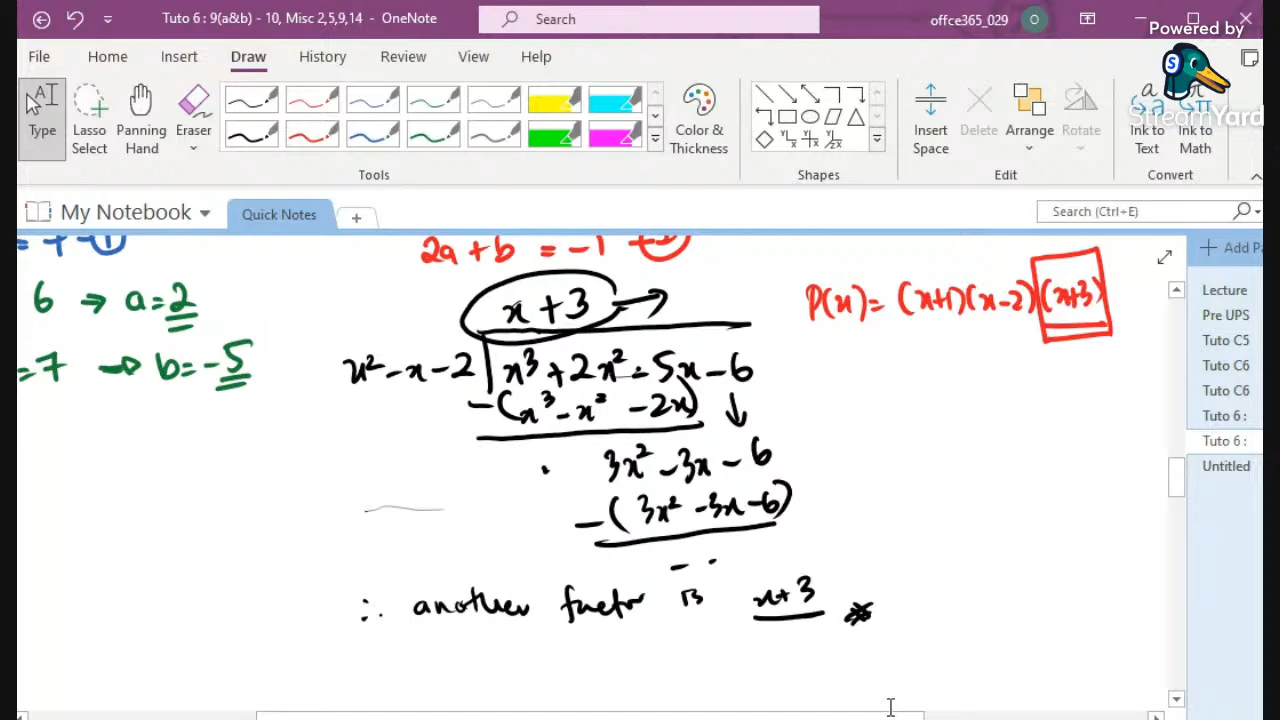 Tuto 6 : 9(a&b) - 10, Misc 2,5,9,14 - OneNote
Search
offce365_029
O
Powered by
StreamYard
File Home Insert Draw History Review View Help
Type
Lasso Select
Panning Hand
Eraser
Color & Thickness
Insert Space
Delete
Arrange
Rotate
Ink to Text
Ink to Math
Tools
Shapes
Edit
Convert
My Notebook
Quick Notes
Search (Ctrl+E)
Add Pa
Lecture
Pre UPS
Tuto C5
Tuto C6
Tuto C6
Tuto 6 :
Tuto 6 :
Untitled
2a + b = -1
6 → a = 2
= 7 → b = -5
x + 3 →
P(x) = (x+1)(x-2)(x+3)
x² - x - 2 | x³ + 2x² - 5x - 6
- (x³ - x² - 2x) ↓
3x² - 3x - 6
- (3x² - 3x - 6)
∴ another factor is x+3